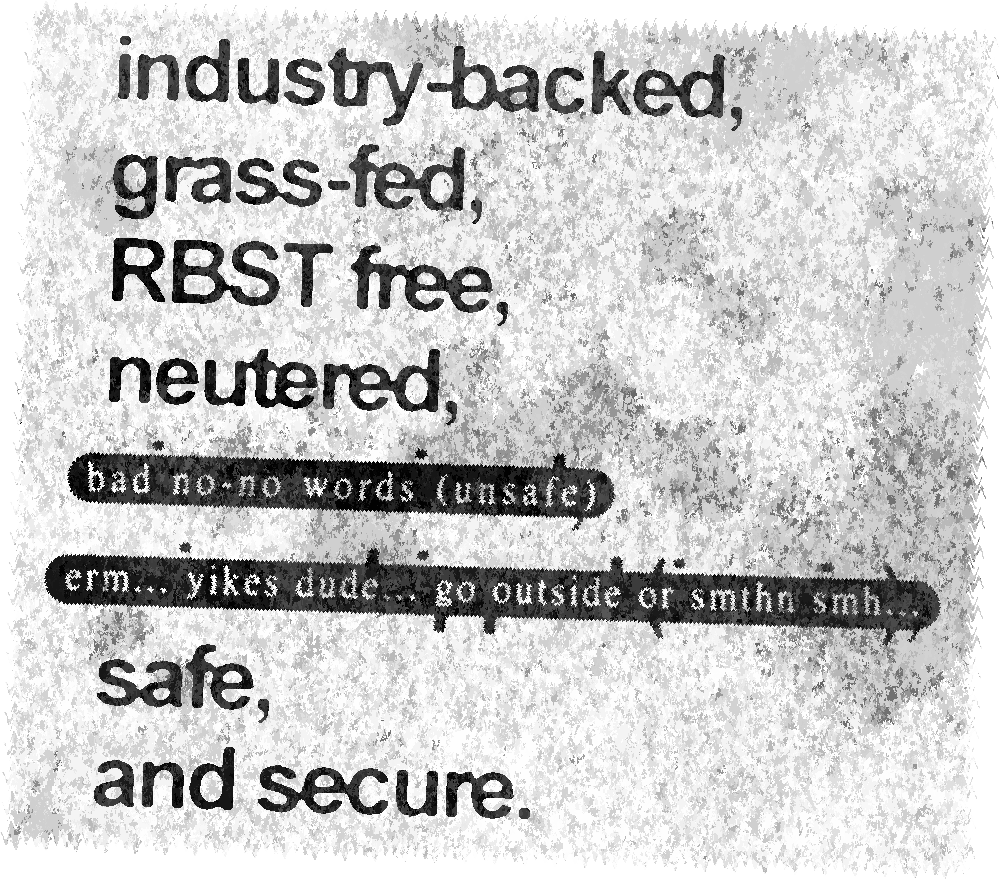 industry-backed,
grass-fed,
RBST free,
neutered,
bad no-no words (unsafe)
erm... yikes dude... go outside or smthn smh...
safe,
and secure.